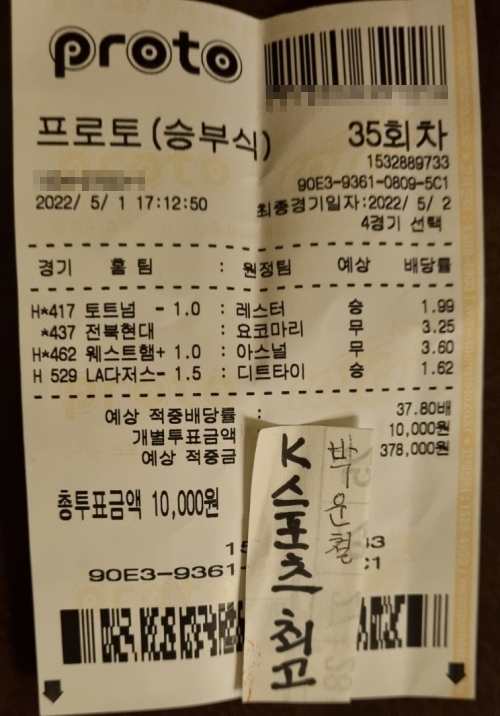 proto
프로토(승부식) 35회차
1532889733
90E3-9361-0809-5C1
2022/ 5/ 1 17:12:50 최종경기일자:2022/ 5/ 2
4경기 선택
경기 홈 팀 : 원정팀 예상 배당률
H*417 토트넘 - 1.0 : 레스터 승 1.99
*437 전북현대 : 요코마리 무 3.25
H*462 웨스트햄+ 1.0 : 아스널 무 3.60
H 529 LA다저스- 1.5 : 디트타이 승 1.62
예상 적중배당률 : 37.80배
개별투표금액 10,000원
예상 적중금 378,000원
총투표금액 10,000원
90E3-9361-
박운철
K스포츠 최고